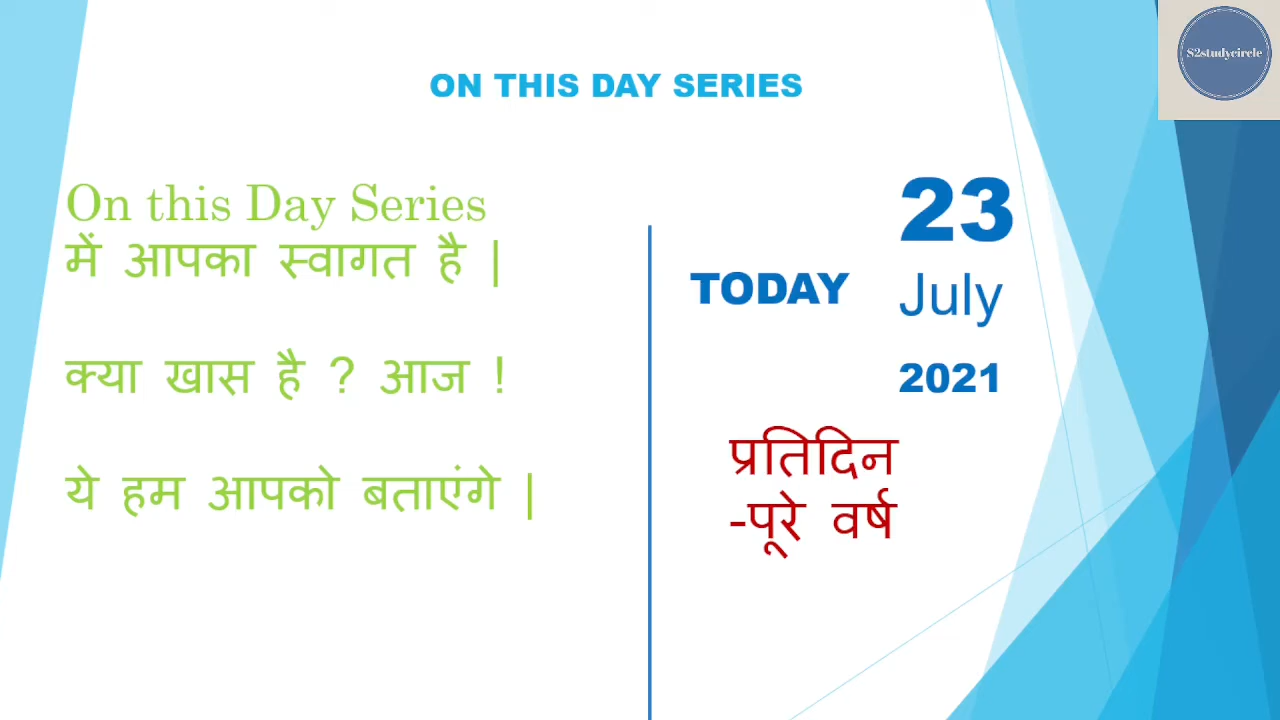 S2studycircle
ON THIS DAY SERIES
On this Day Series
में आपका स्वागत है |
क्या खास है ? आज !
ये हम आपको बताएंगे |
23
TODAY
July
2021
प्रतिदिन
-पूरे वर्ष